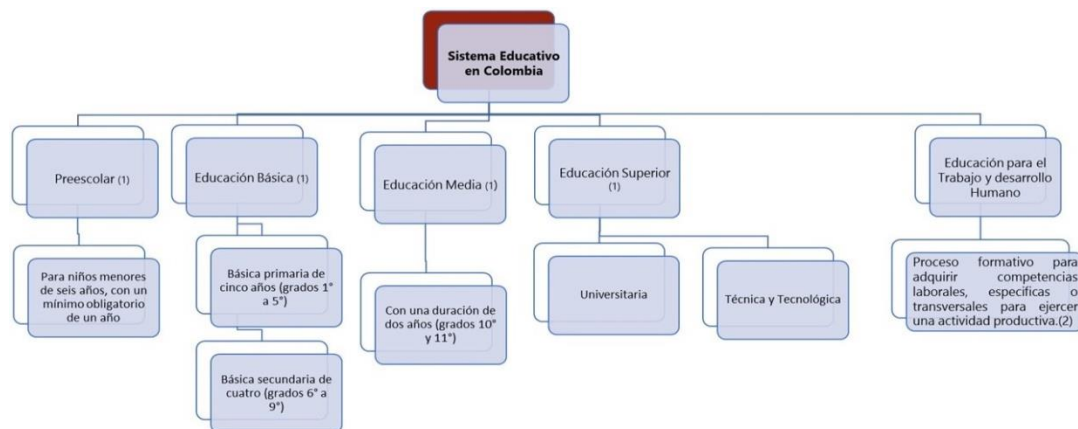 Sistema Educativo
en Colombia
Preescolar (1)
Educación Básica (1)
Educación Media (1)
Educación Superior
(1)
Educación para el
Trabajo y desarrollo
Humano
Para niños menores
de seis años, con un
mínimo obligatorio
de un año
Básica primaria de
cinco años (grados 1°
a 5°)
Básica secundaria de
cuatro (grados 6° a
9°)
Con una duración de
dos años (grados 10°
y 11°)
Universitaria
Técnica y Tecnológica
Proceso formativo para
adquirir competencias
laborales, especificas o
transversales para ejercer
una actividad productiva.(2)